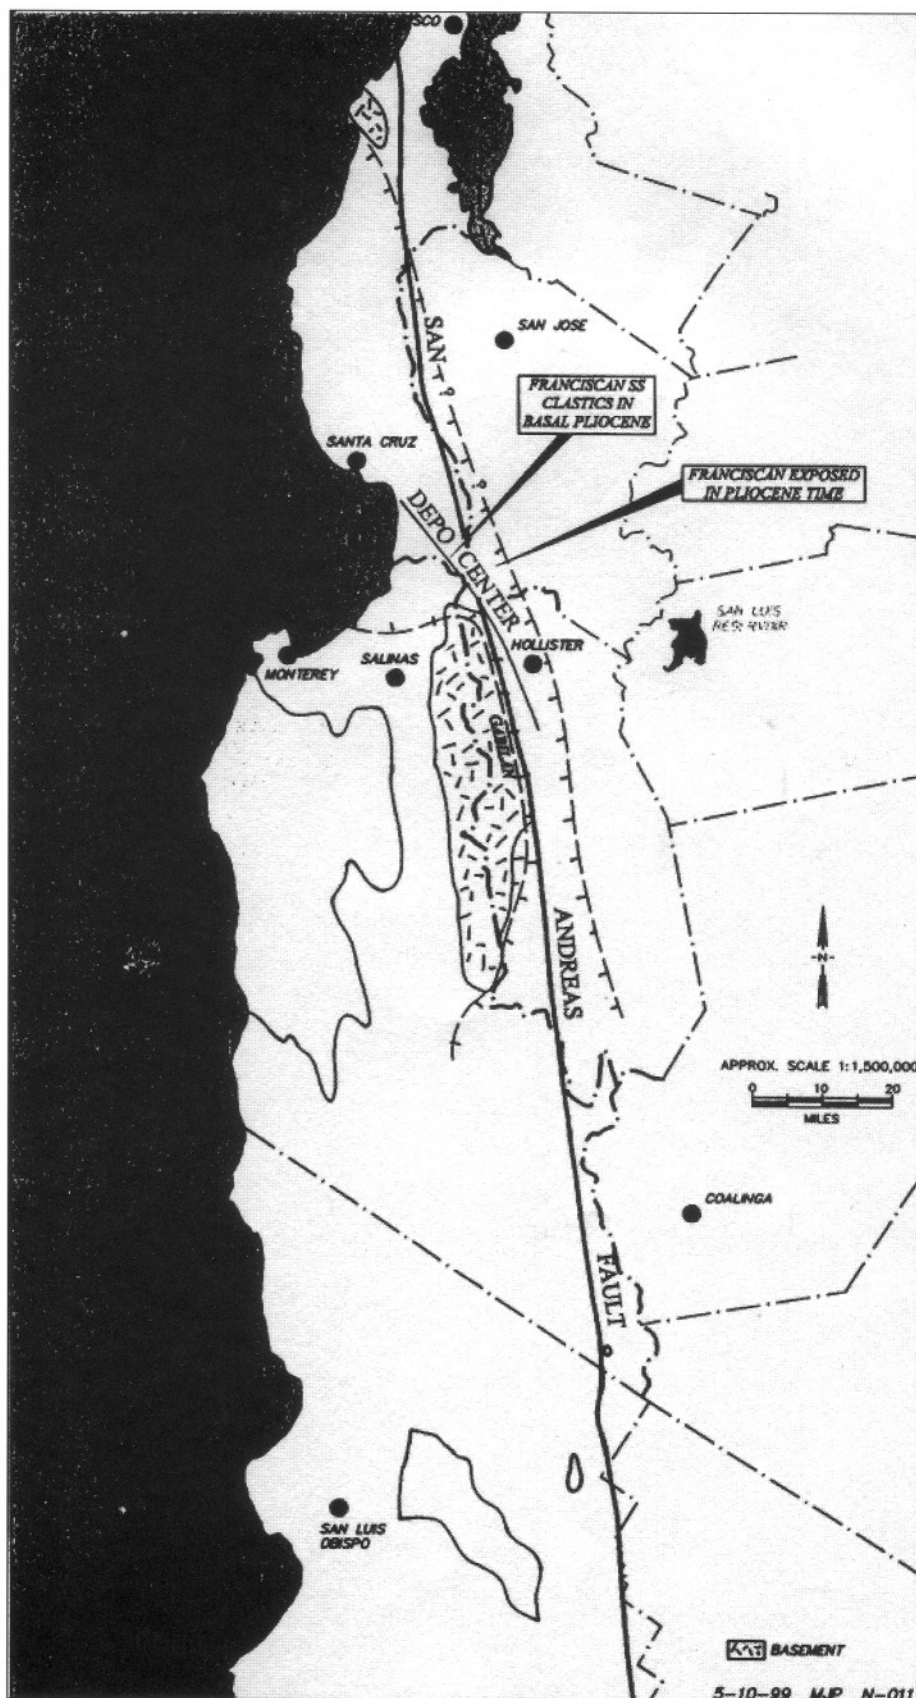 SCO
SAN JOSE
SAN
?
FRANCISCAN SS
CLASTICS IN
BASAL PLIOCENE
SANTA CRUZ
?
FRANCISCAN EXPOSED
IN PLIOCENE TIME
DEPO CENTER
SAN LUIS
RESERVOIR
HOLLISTER
MONTEREY
SALINAS
GABILAN
ANDREAS
-N-
APPROX. SCALE 1:1,500,000
0 10 20
MILES
COALINGA
FAULT
SAN LUIS
OBISPO
BASEMENT
5-10-99 MJP N-011